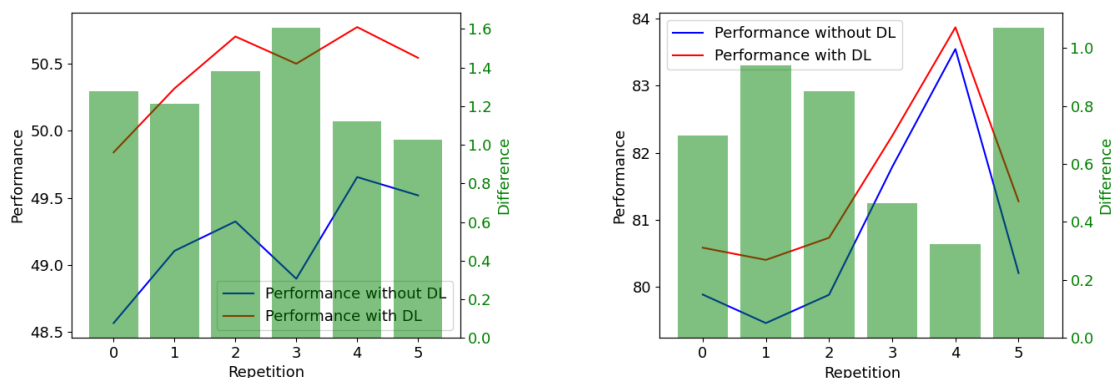 50.5
50.0
49.5
49.0
48.5
Performance
1.6
1.4
1.2
1.0
0.8
0.6
0.4
0.2
0.0
Difference
Performance without DL
Performance with DL
0 1 2 3 4 5
Repetition
84
83
82
81
80
Performance
Performance without DL
Performance with DL
1.0
0.8
0.6
0.4
0.2
0.0
Difference
0 1 2 3 4 5
Repetition